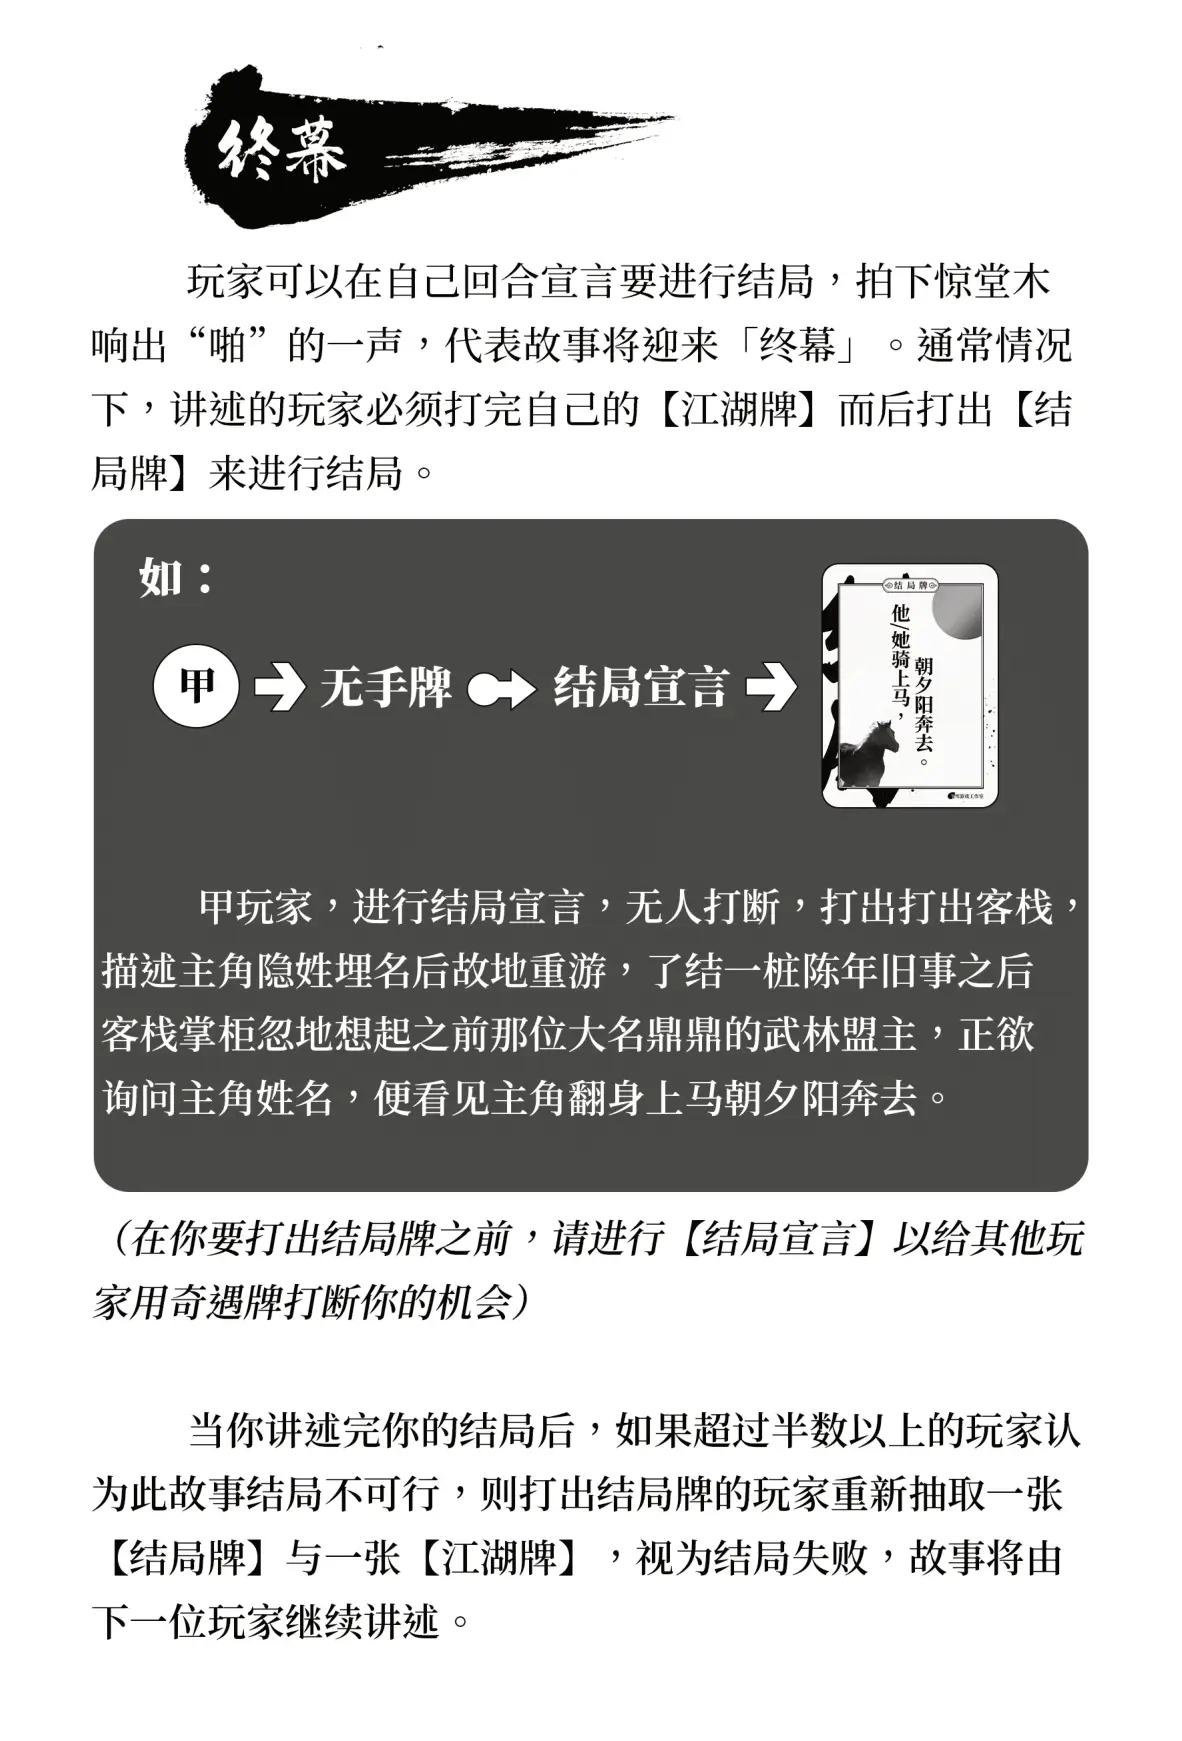 终幕
玩家可以在自己回合宣言要进行结局，拍下惊堂木
响出“啪”的一声，代表故事将迎来「终幕」。通常情况
下，讲述的玩家必须打完自己的【江湖牌】而后打出【结
局牌】来进行结局。
如：
甲
无手牌
结局宣言
结局牌
他/她骑上马，
朝夕阳奔去。
甲玩家，进行结局宣言，无人打断，打出打出客栈，
描述主角隐姓埋名后故地重游，了结一桩陈年旧事之后
客栈掌柜忽地想起之前那位大名鼎鼎的武林盟主，正欲
询问主角姓名，便看见主角翻身上马朝夕阳奔去。
（在你要打出结局牌之前，请进行【结局宣言】以给其他玩
家用奇遇牌打断你的机会）
当你讲述完你的结局后，如果超过半数以上的玩家认
为此故事结局不可行，则打出结局牌的玩家重新抽取一张
【结局牌】与一张【江湖牌】，视为结局失败，故事将由
下一位玩家继续讲述。